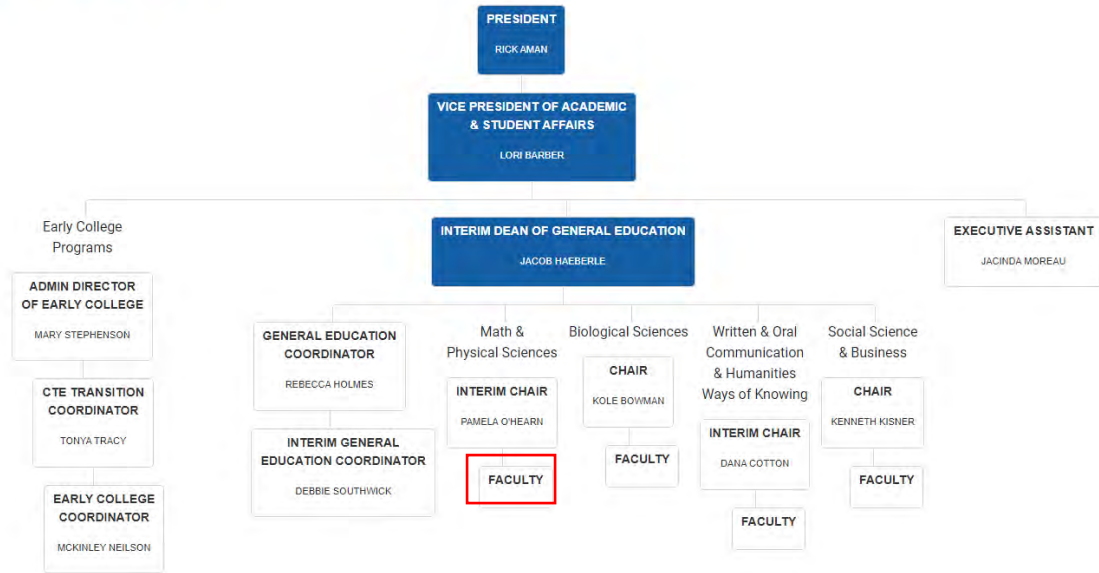 PRESIDENT
RICK AMAN
VICE PRESIDENT OF ACADEMIC
& STUDENT AFFAIRS
LORI BARBER
Early College
Programs
ADMIN DIRECTOR
OF EARLY COLLEGE
MARY STEPHENSON
CTE TRANSITION
COORDINATOR
TONYA TRACY
EARLY COLLEGE
COORDINATOR
MCKINLEY NEILSON
INTERIM DEAN OF GENERAL EDUCATION
JACOB HAEBERLE
GENERAL EDUCATION
COORDINATOR
REBECCA HOLMES
INTERIM GENERAL
EDUCATION COORDINATOR
DEBBIE SOUTHWICK
Math &
Physical Sciences
INTERIM CHAIR
PAMELA O'HEARN
FACULTY
Biological Sciences
CHAIR
KOLE BOWMAN
FACULTY
Written & Oral
Communication
& Humanities
Ways of Knowing
INTERIM CHAIR
DANA COTTON
FACULTY
Social Science
& Business
CHAIR
KENNETH KISNER
FACULTY
EXECUTIVE ASSISTANT
JACINDA MOREAU